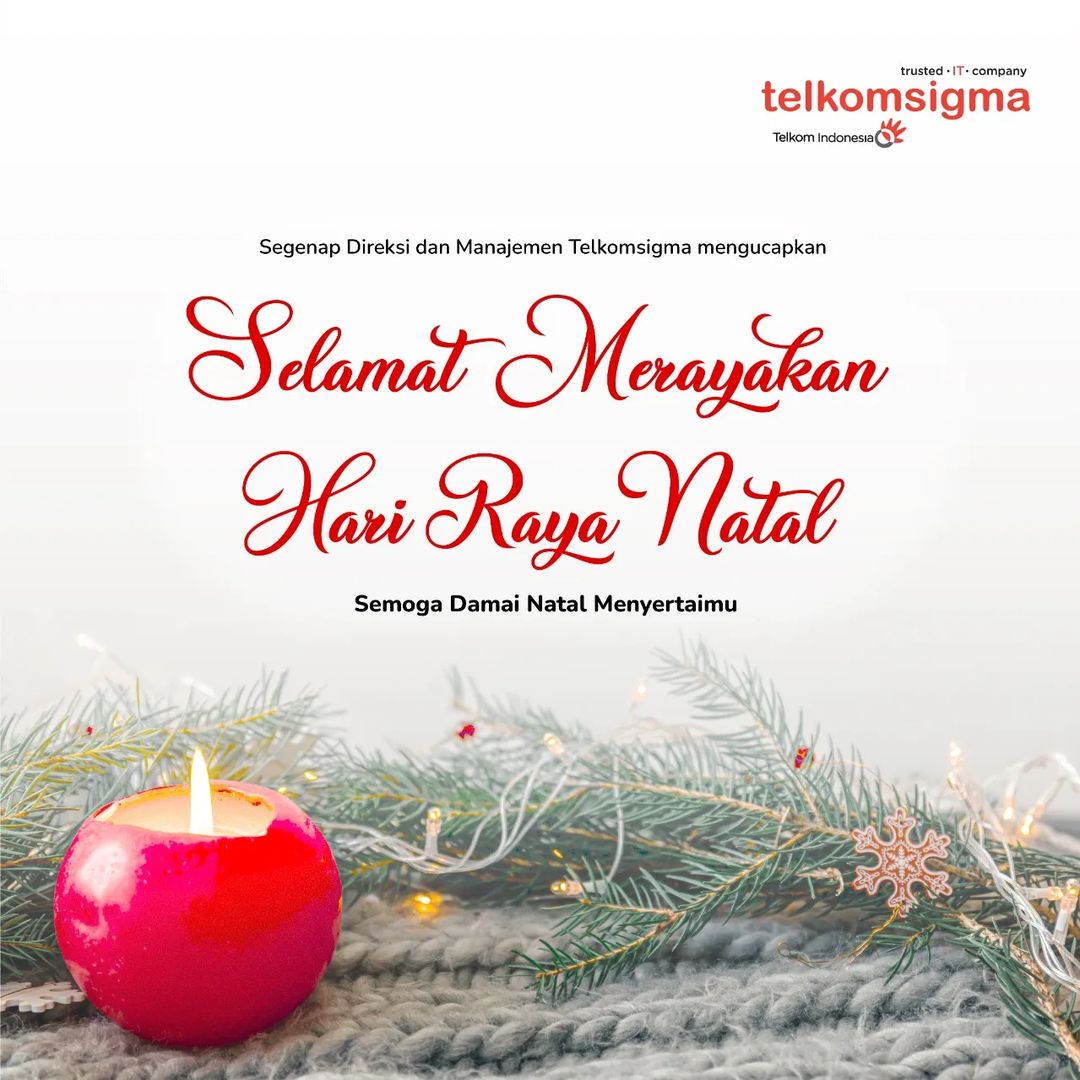 trusted • IT • company
telkomsigma
Telkom Indonesia
Segenap Direksi dan Manajemen Telkomsigma mengucapkan
Selamat Merayakan
Hari Raya Natal
Semoga Damai Natal Menyertaimu